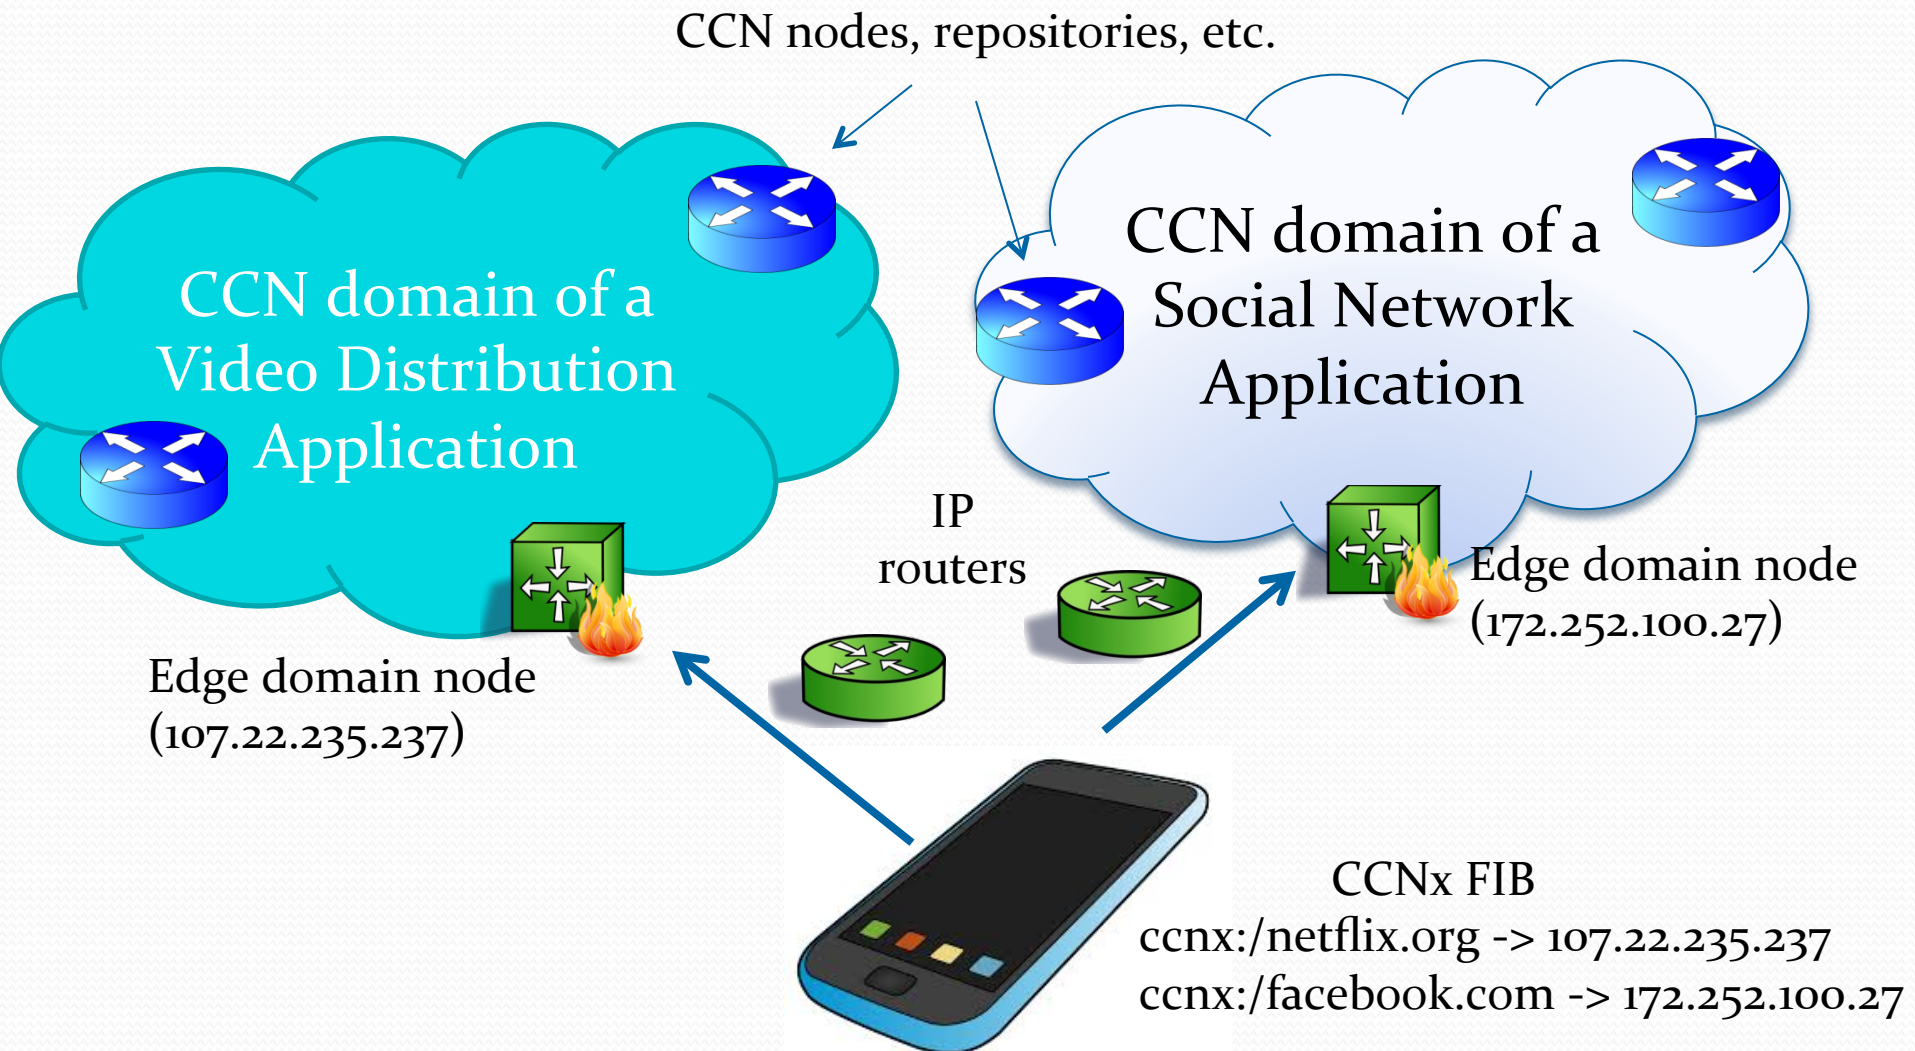 CCN nodes, repositories, etc.
CCN domain of a
Video Distribution
Application
CCN domain of a
Social Network
Application
IP
routers
Edge domain node
(172.252.100.27)
Edge domain node
(107.22.235.237)
CCNx FIB
ccnx:/netflix.org -> 107.22.235.237
ccnx:/facebook.com -> 172.252.100.27